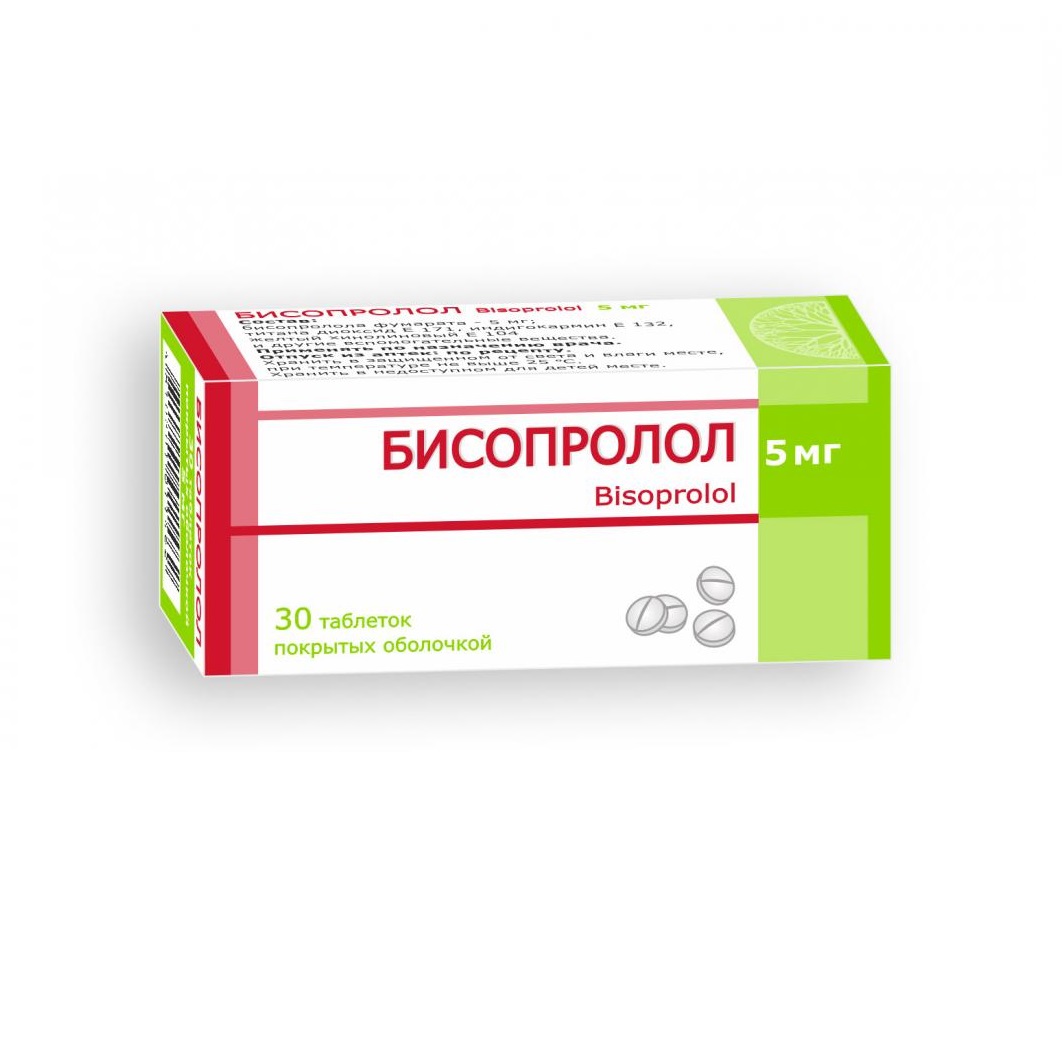 БИСОПРОЛОЛ Bisoprolol 5 мг
Состав:
бисопролола фумарата - 5 мг;
титана диоксид Е 171, индигокармин Е 132,
желтый хинолиновый Е 104
и другие вспомогательные вещества.
Применять по назначению врача.
Отпуск из аптек: по рецепту.
Хранить в защищенном от света и влаги месте,
при температуре не выше 25 °С.
Хранить в недоступном для детей месте.
БИСОПРОЛОЛ 5 мг
Bisoprolol
30 таблеток
покрытых оболочкой
БИСОПРОЛОЛ
30 таблеток